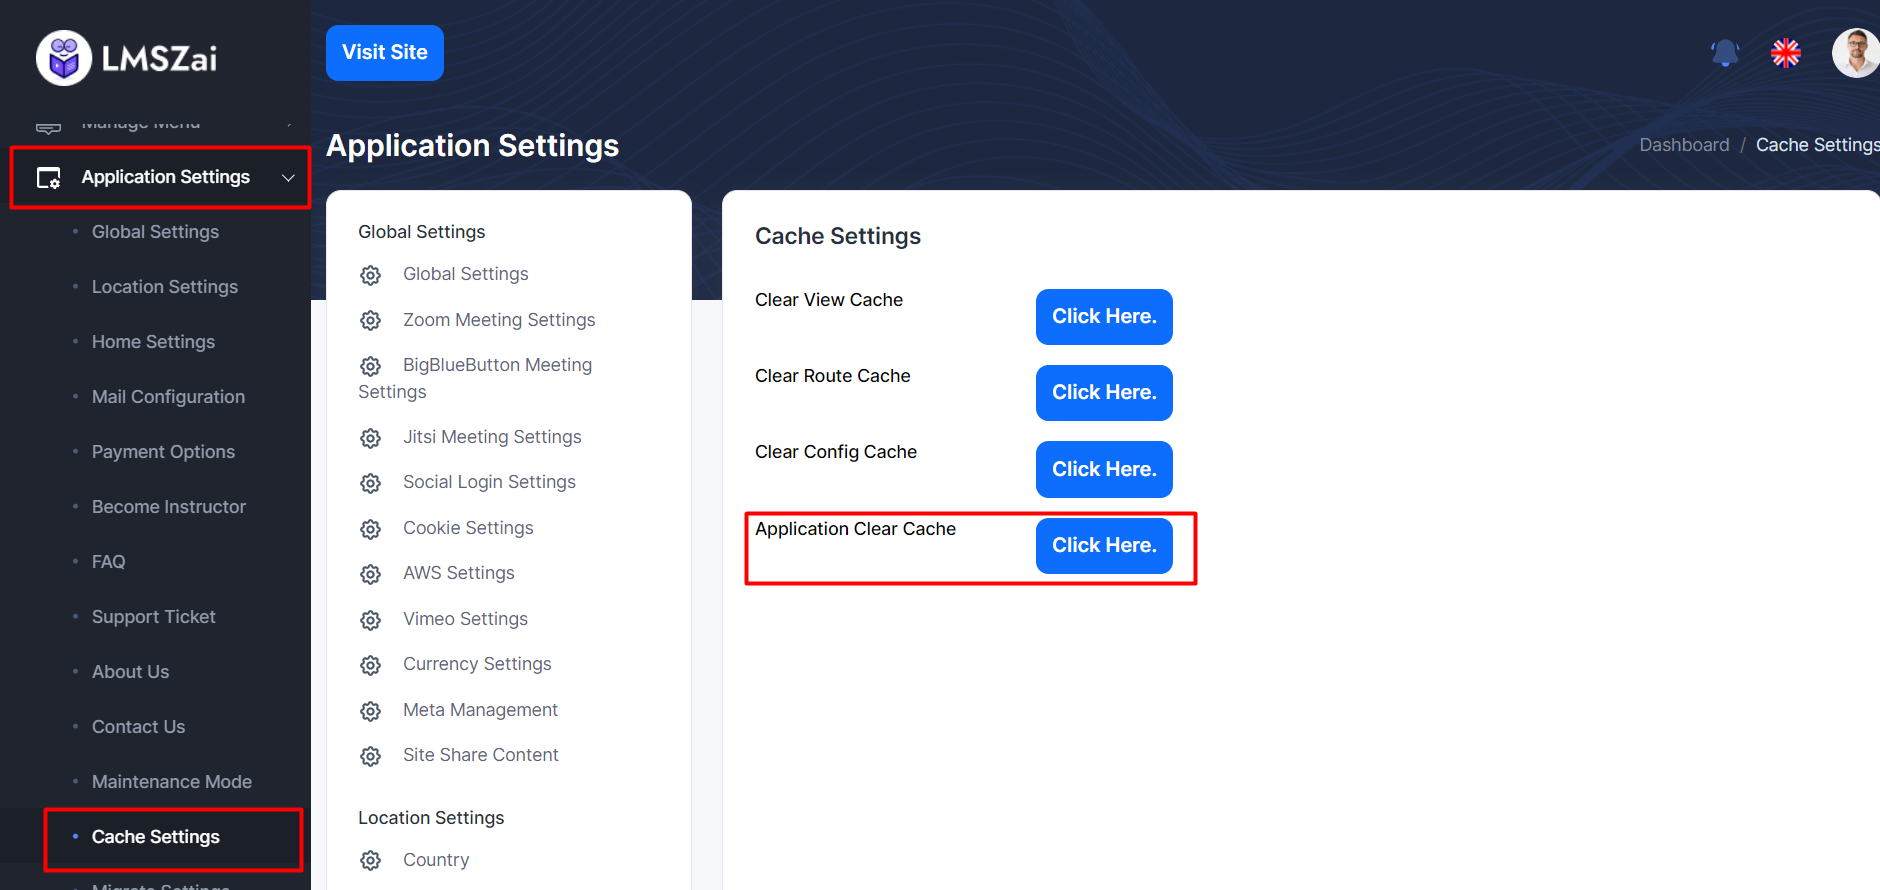 LMSZai
Visit Site
Manage Menu
Application Settings
Global Settings
Location Settings
Home Settings
Mail Configuration
Payment Options
Become Instructor
FAQ
Support Ticket
About Us
Contact Us
Maintenance Mode
Cache Settings
Migrate Settings
Application Settings
Dashboard / Cache Settings
Global Settings
Global Settings
Zoom Meeting Settings
BigBlueButton Meeting
Settings
Jitsi Meeting Settings
Social Login Settings
Cookie Settings
AWS Settings
Vimeo Settings
Currency Settings
Meta Management
Site Share Content
Location Settings
Country
Cache Settings
Clear View Cache
Click Here.
Clear Route Cache
Click Here.
Clear Config Cache
Click Here.
Application Clear Cache
Click Here.